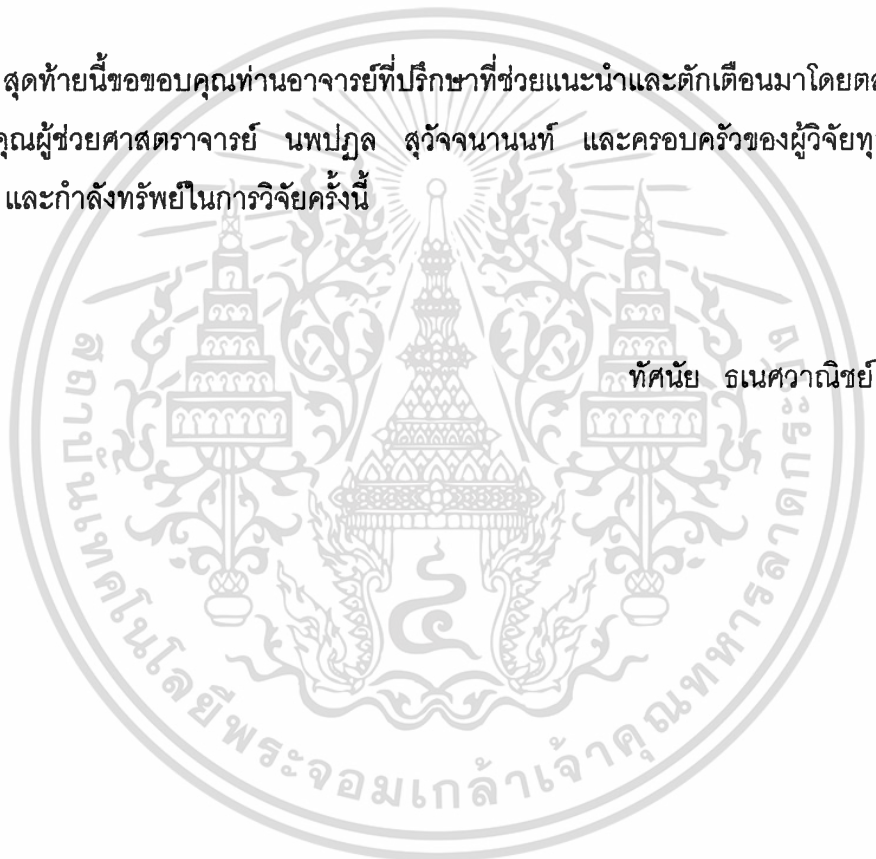 สุดท้ายนี้ขอขอบคุณท่านอาจารย์ที่ปรึกษาที่ช่วยแนะนำและตักเตือนมาโดยตล
คุณผู้ช่วยศาสตราจารย์ นพปฎล สุวัจจนานนท์ และครอบครัวของผู้วิจัยทุ
และกำลังทรัพย์ในการวิจัยครั้งนี้
ทัศนัย ธเนศวาณิชย์
สถาบันเทคโนโลยีพระจอมเกล้าเจ้าคุณทหารลาดกระบัง